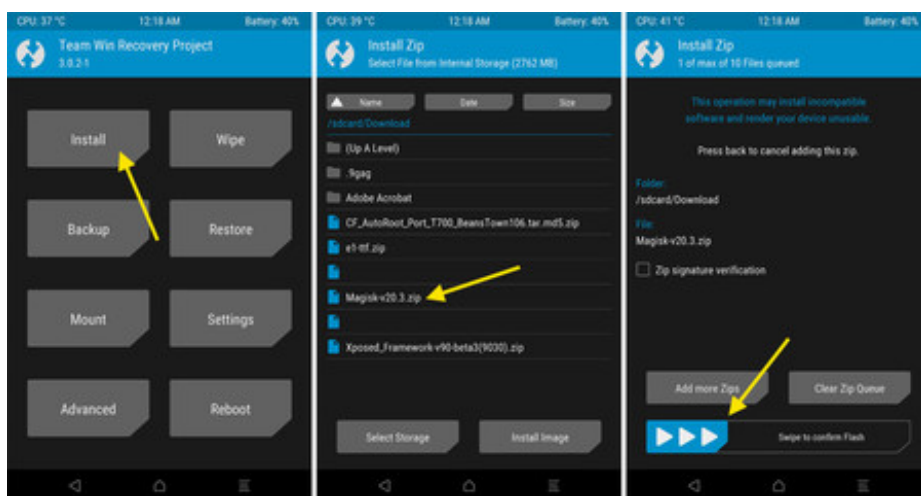 CPU: 37 °C 12:18 AM Battery: 40%
Team Win Recovery Project
3.0.2-1
Install
Wipe
Backup
Restore
Mount
Settings
Advanced
Reboot
CPU: 39 °C 12:18 AM Battery: 40%
Install Zip
Select File from Internal Storage (2762 MB)
Name Date Size
/sdcard/Download
(Up A Level)
.9gag
Adobe Acrobat
CF_AutoRoot_Port_T700_BeansTown106.tar.md5.zip
e1-ttf.zip
Magisk-v20.3.zip
Xposed_Framework-v90-beta3(9030).zip
Select Storage
Install Image
CPU: 41 °C 12:18 AM Battery: 40%
Install Zip
1 of max of 10 Files queued
This operation may install incompatible
software and render your device unusable.
Press back to cancel adding this zip.
Folder:
/sdcard/Download
File:
Magisk-v20.3.zip
Zip signature verification
Add more Zips
Clear Zip Queue
Swipe to confirm Flash